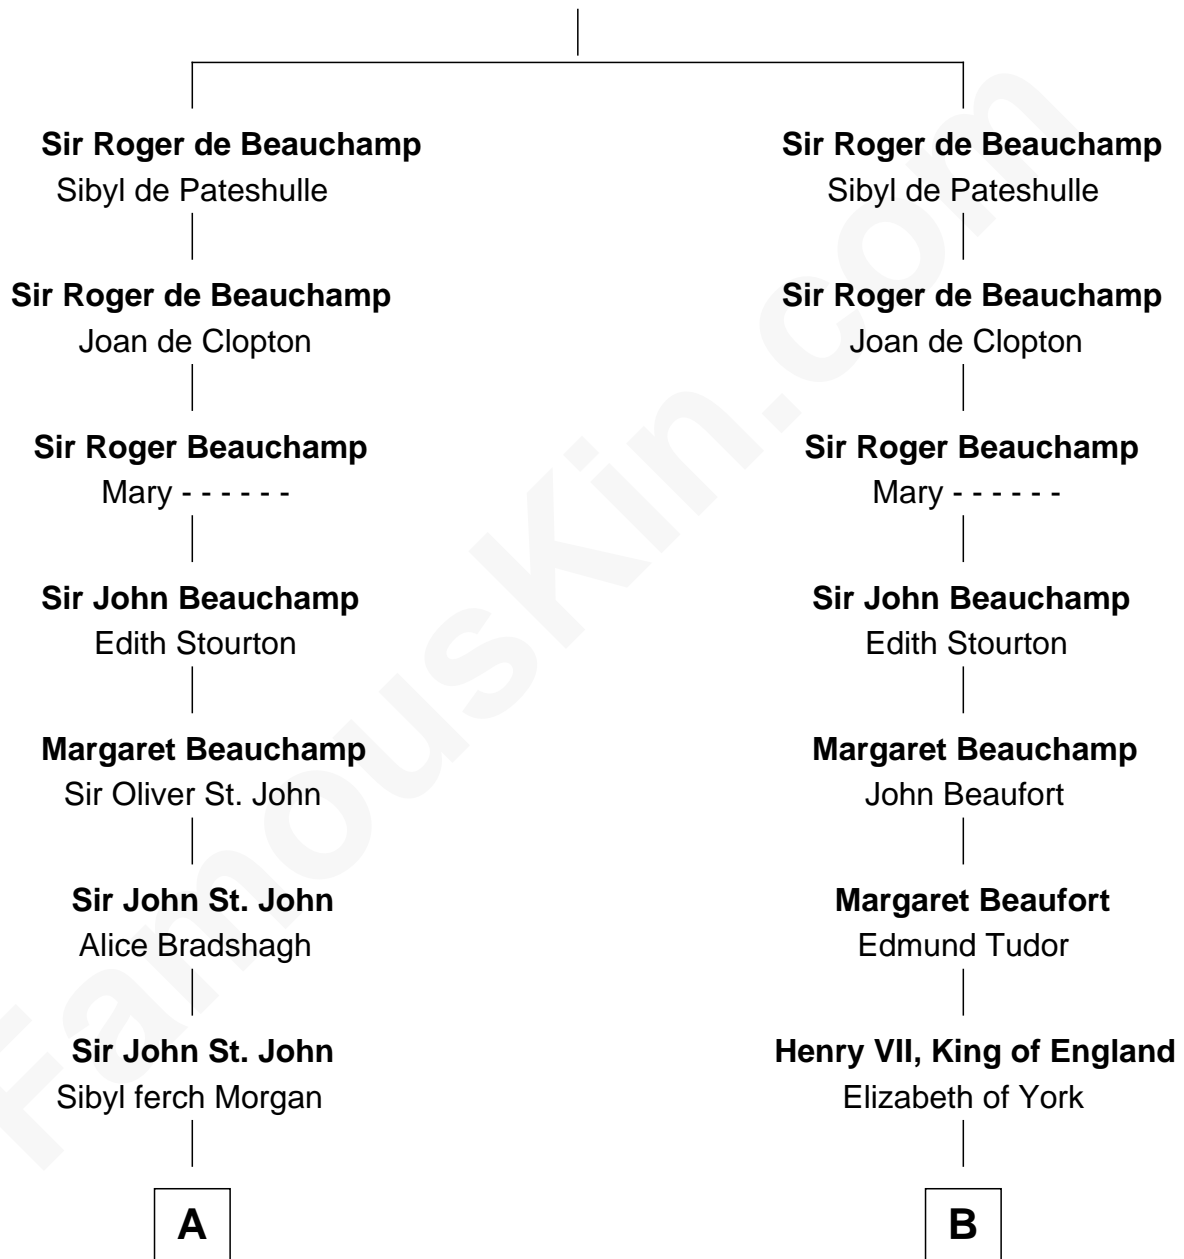 Sir Roger de Beauchamp
Sibyl de Pateshulle
Sir Roger de Beauchamp
Joan de Clopton
Sir Roger Beauchamp
Mary - - - - - -
Sir John Beauchamp
Edith Stourton
Margaret Beauchamp
Sir Oliver St. John
Sir John St. John
Alice Bradshagh
Sir John St. John
Sibyl ferch Morgan
A
Sir Roger de Beauchamp
Sibyl de Pateshulle
Sir Roger de Beauchamp
Joan de Clopton
Sir Roger Beauchamp
Mary - - - - - -
Sir John Beauchamp
Edith Stourton
Margaret Beauchamp
John Beaufort
Margaret Beaufort
Edmund Tudor
Henry VII, King of England
Elizabeth of York
B
FamousKin.com